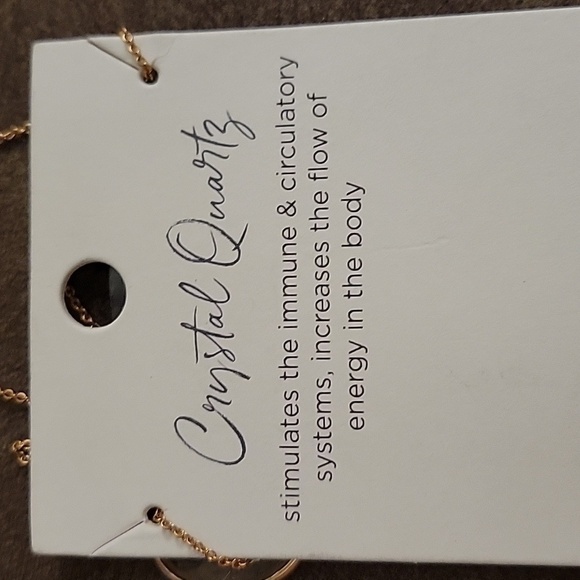 Crystal Quartz
stimulates the immune & circulatory
systems, increases the flow of
energy in the body